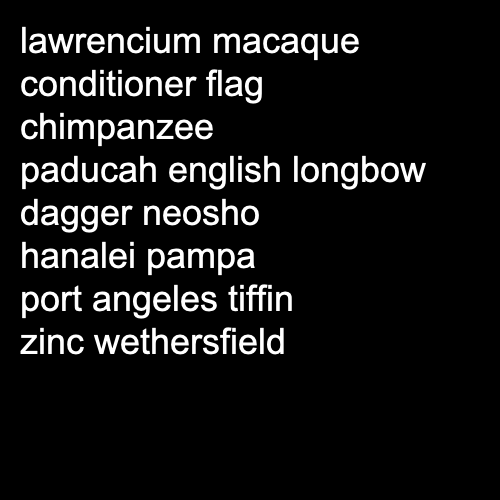 lawrencium macaque
conditioner flag
chimpanzee
paducah english longbow
dagger neosho
hanalei pampa
port angeles tiffin
zinc wethersfield